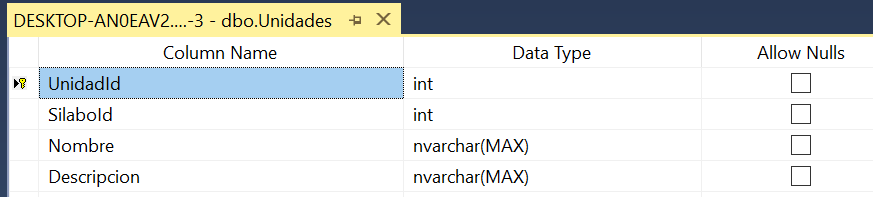 DESKTOP-AN0EAV2....-3 - dbo.Unidades
Column Name Data Type Allow Nulls
UnidadId int
SilaboId int
Nombre nvarchar(MAX)
Descripcion nvarchar(MAX)